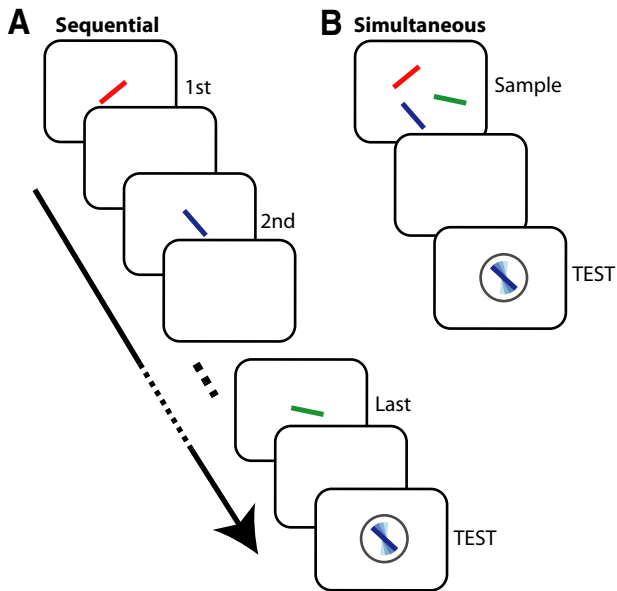 A Sequential
1st
2nd
Last
TEST
B Simultaneous
Sample
TEST